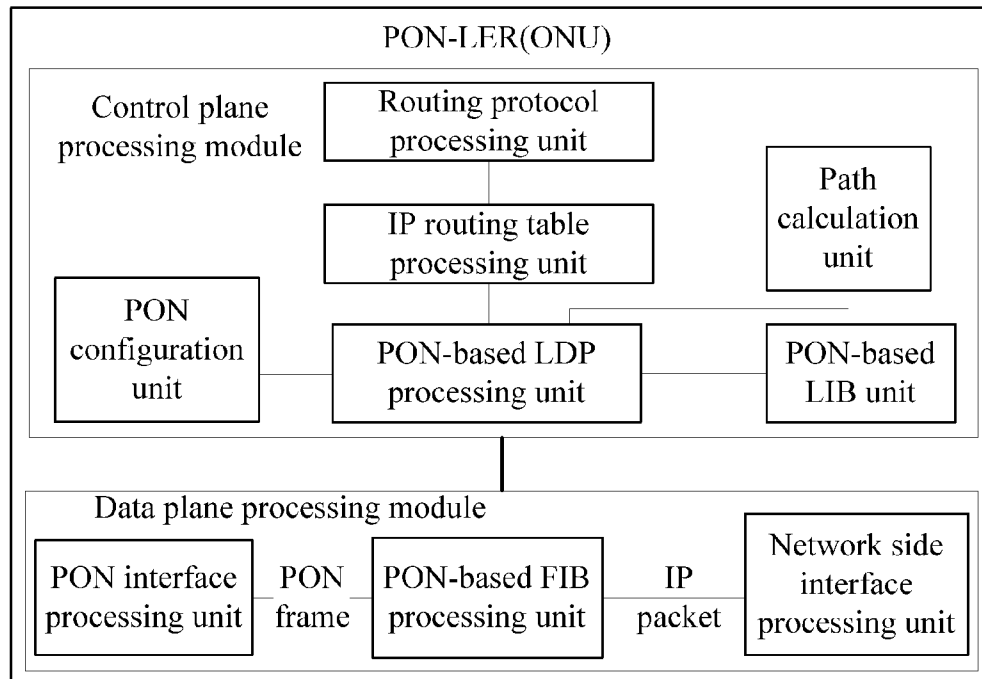 PON-LER(ONU)
Control plane
processing module
Routing protocol
processing unit
Path
calculation
unit
IP routing table
processing unit
PON
configuration
unit
PON-based LDP
processing unit
PON-based
LIB unit
Data plane processing module
PON interface
processing unit
PON
frame
PON-based FIB
processing unit
IP
packet
Network side
interface
processing unit